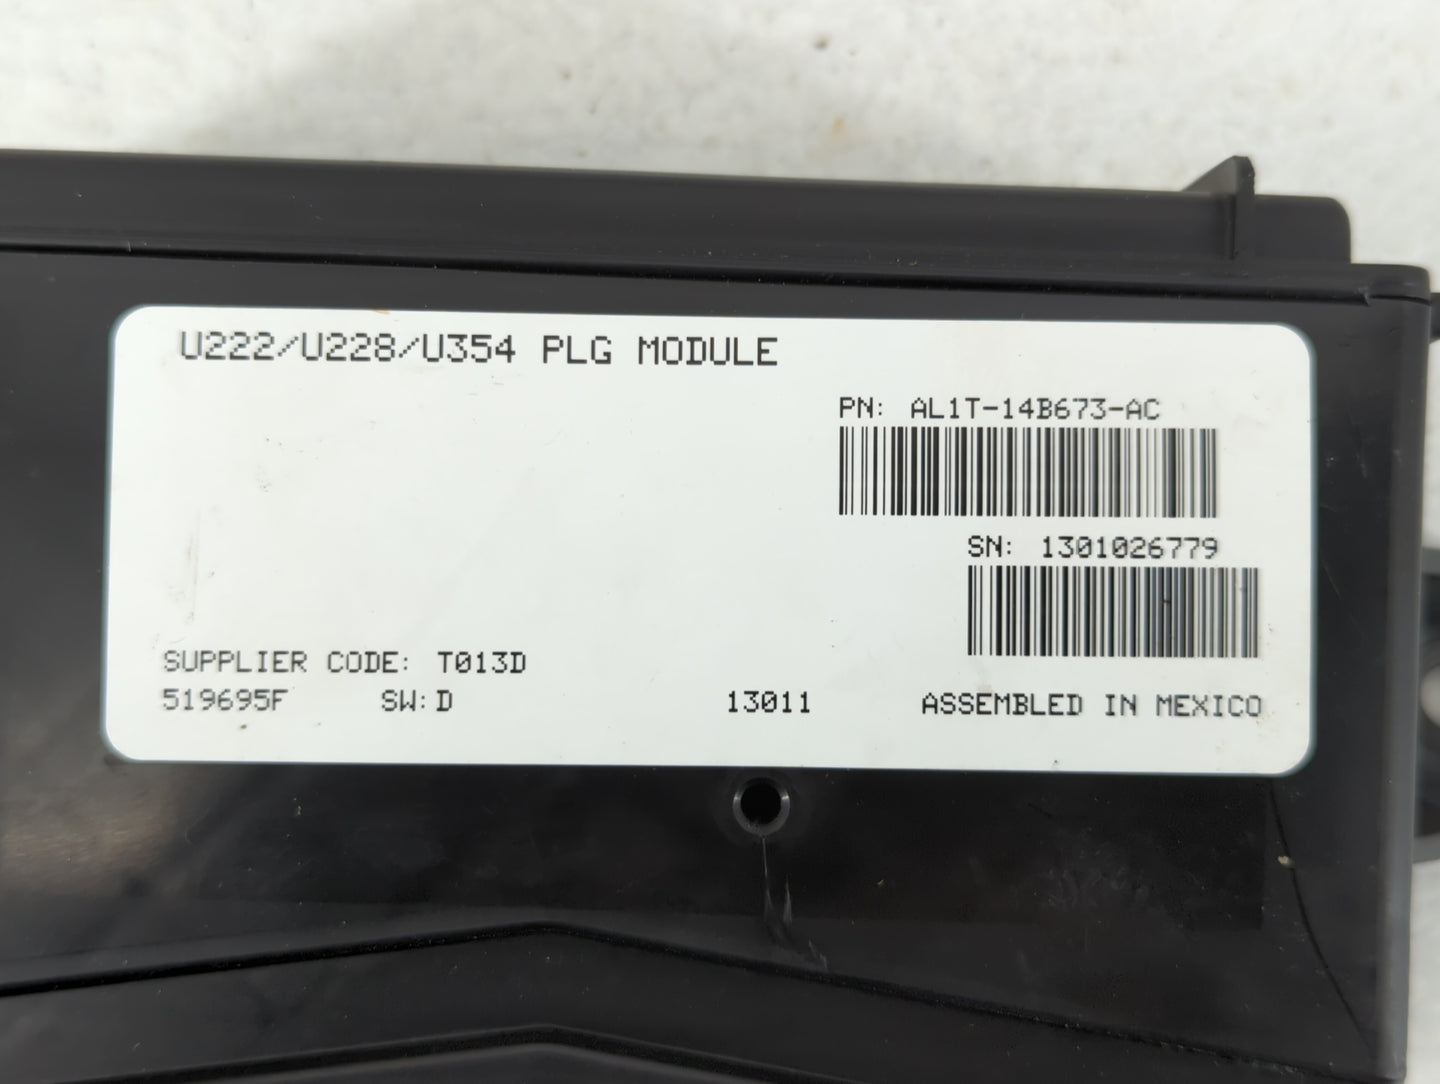 U222/U228/U354 PLG MODULE
PN: AL1T-14B673-AC
SN: 1301026779
SUPPLIER CODE: T013D
519695F SW:D 13011 ASSEMBLED IN MEXICO